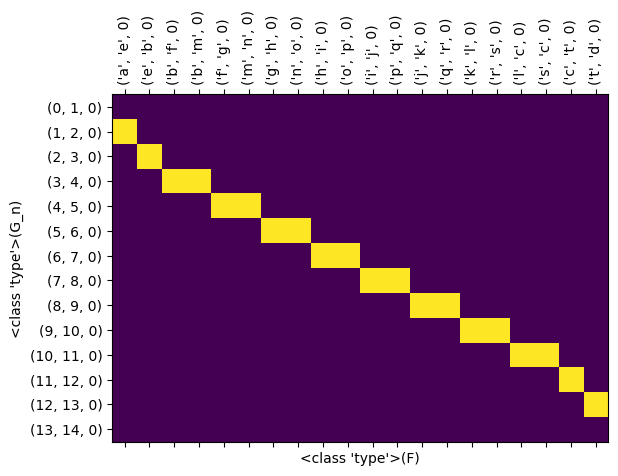 ('a', 'e', 0)
('e', 'b', 0)
('b', 'f', 0)
('b', 'm', 0)
('f', 'g', 0)
('m', 'n', 0)
('g', 'h', 0)
('n', 'o', 0)
('h', 'i', 0)
('o', 'p', 0)
('i', 'j', 0)
('p', 'q', 0)
('j', 'k', 0)
('q', 'r', 0)
('k', 'l', 0)
('r', 's', 0)
('l', 'c', 0)
('s', 'c', 0)
('c', 't', 0)
('t', 'd', 0)
<class 'type'>(G_n)
(0, 1, 0)
(1, 2, 0)
(2, 3, 0)
(3, 4, 0)
(4, 5, 0)
(5, 6, 0)
(6, 7, 0)
(7, 8, 0)
(8, 9, 0)
(9, 10, 0)
(10, 11, 0)
(11, 12, 0)
(12, 13, 0)
(13, 14, 0)
<class 'type'>(F)